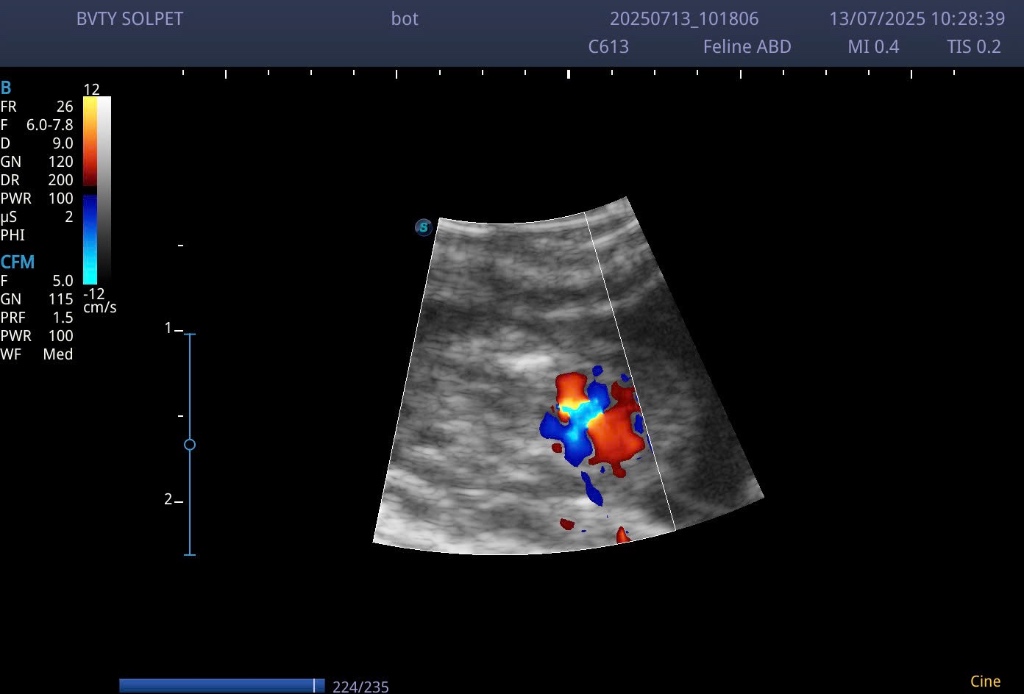 BVTY SOLPET bot 20250713_101806 13/07/2025 10:28:39
C613 Feline ABD MI 0.4 TIS 0.2
B
12
FR 26
F 6.0-7.8
D 9.0
GN 120
DR 200
PWR 100
µS 2
PHI
CFM
F 5.0
-12
GN 115
cm/s
PRF 1.5
PWR 100
WF Med
S
1
2
224/235
Cine